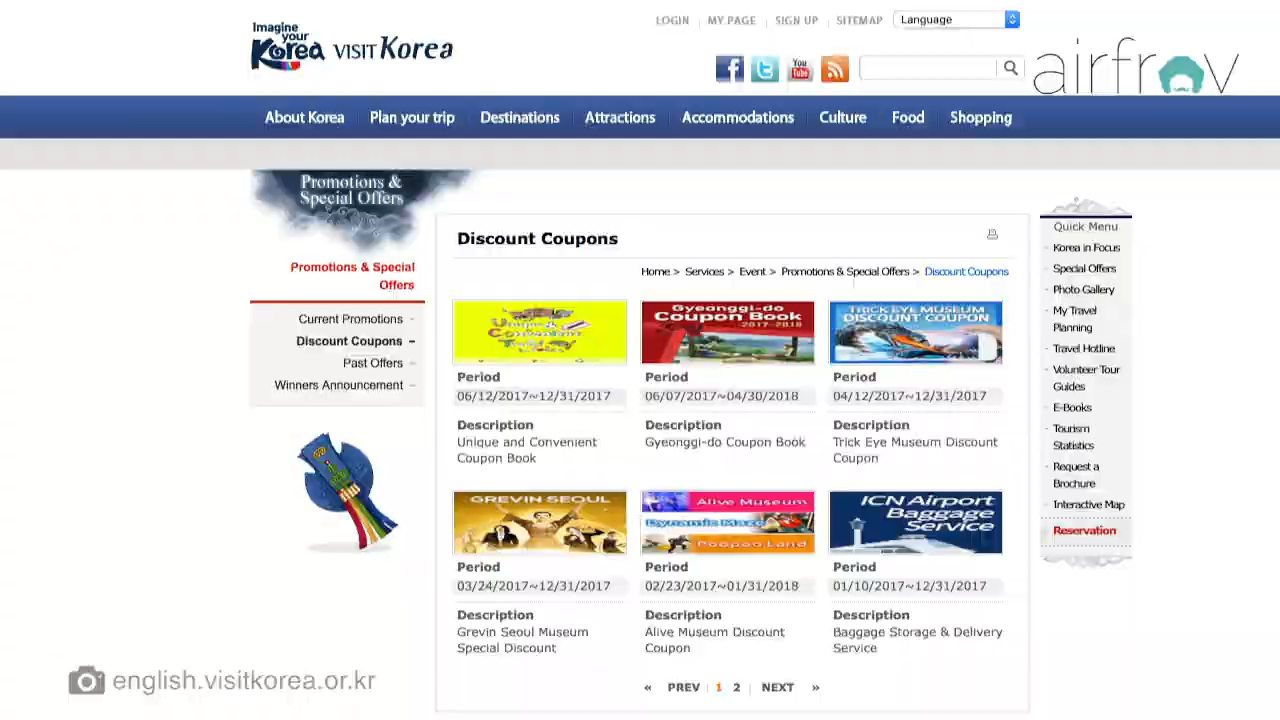 LOGIN MY PAGE SIGN UP SITEMAP Language
Imagine
your
Korea VISIT Korea
You
Tube
airfrov
About Korea Plan your trip Destinations Attractions Accommodations Culture Food Shopping
Promotions &
Special Offers
Promotions & Special
Offers
Current Promotions
Discount Coupons
Past Offers
Winners Announcement
Discount Coupons
Home > Services > Event > Promotions & Special Offers > Discount Coupons
Unique &
Convenient
Gyeonggi-do
Coupon Book
2017-2018
TRICK EYE MUSEUM
DISCOUNT COUPON
Period
06/12/2017~12/31/2017
Description
Unique and Convenient
Coupon Book
Period
06/07/2017~04/30/2018
Description
Gyeonggi-do Coupon Book
Period
04/12/2017~12/31/2017
Description
Trick Eye Museum Discount
Coupon
GREVIN SEOUL
Alive Museum
Dynamic Maze
Poopoo Land
ICN Airport
Baggage
Service
Period
03/24/2017~12/31/2017
Description
Grevin Seoul Museum
Special Discount
Period
02/23/2017~01/31/2018
Description
Alive Museum Discount
Coupon
Period
01/10/2017~12/31/2017
Description
Baggage Storage & Delivery
Service
« PREV 1 2 NEXT »
Quick Menu
Korea in Focus
Special Offers
Photo Gallery
My Travel
Planning
Travel Hotline
Volunteer Tour
Guides
E-Books
Tourism
Statistics
Request a
Brochure
Interactive Map
Reservation
english.visitkorea.or.kr